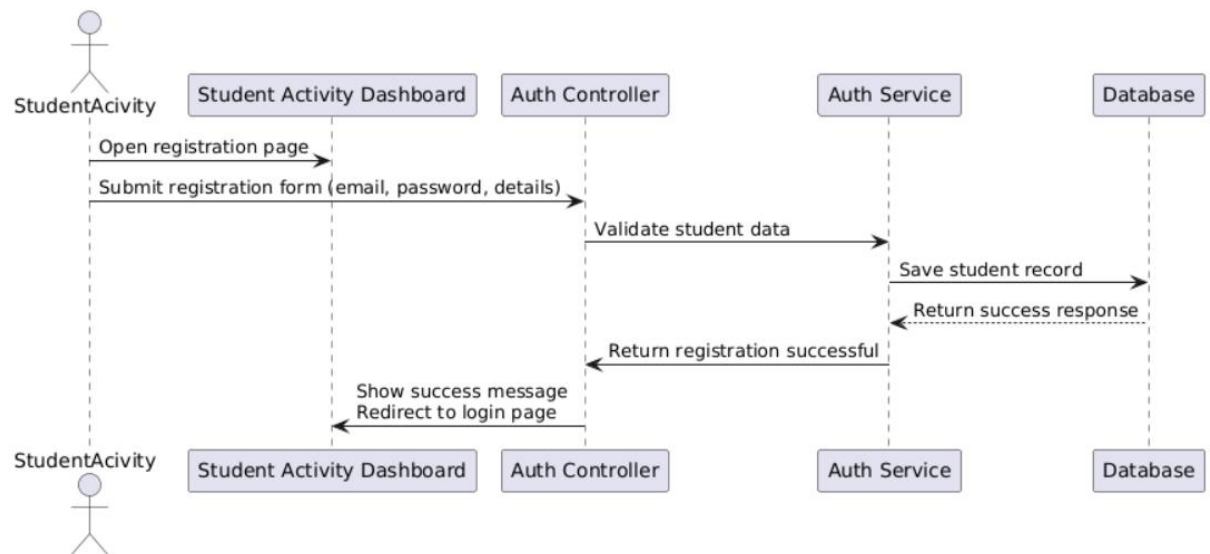 StudentAcivity
Student Activity Dashboard
Auth Controller
Auth Service
Database
Open registration page
Submit registration form (email, password, details)
Validate student data
Save student record
Return success response
Return registration successful
Show success message
Redirect to login page
StudentAcivity
Student Activity Dashboard
Auth Controller
Auth Service
Database